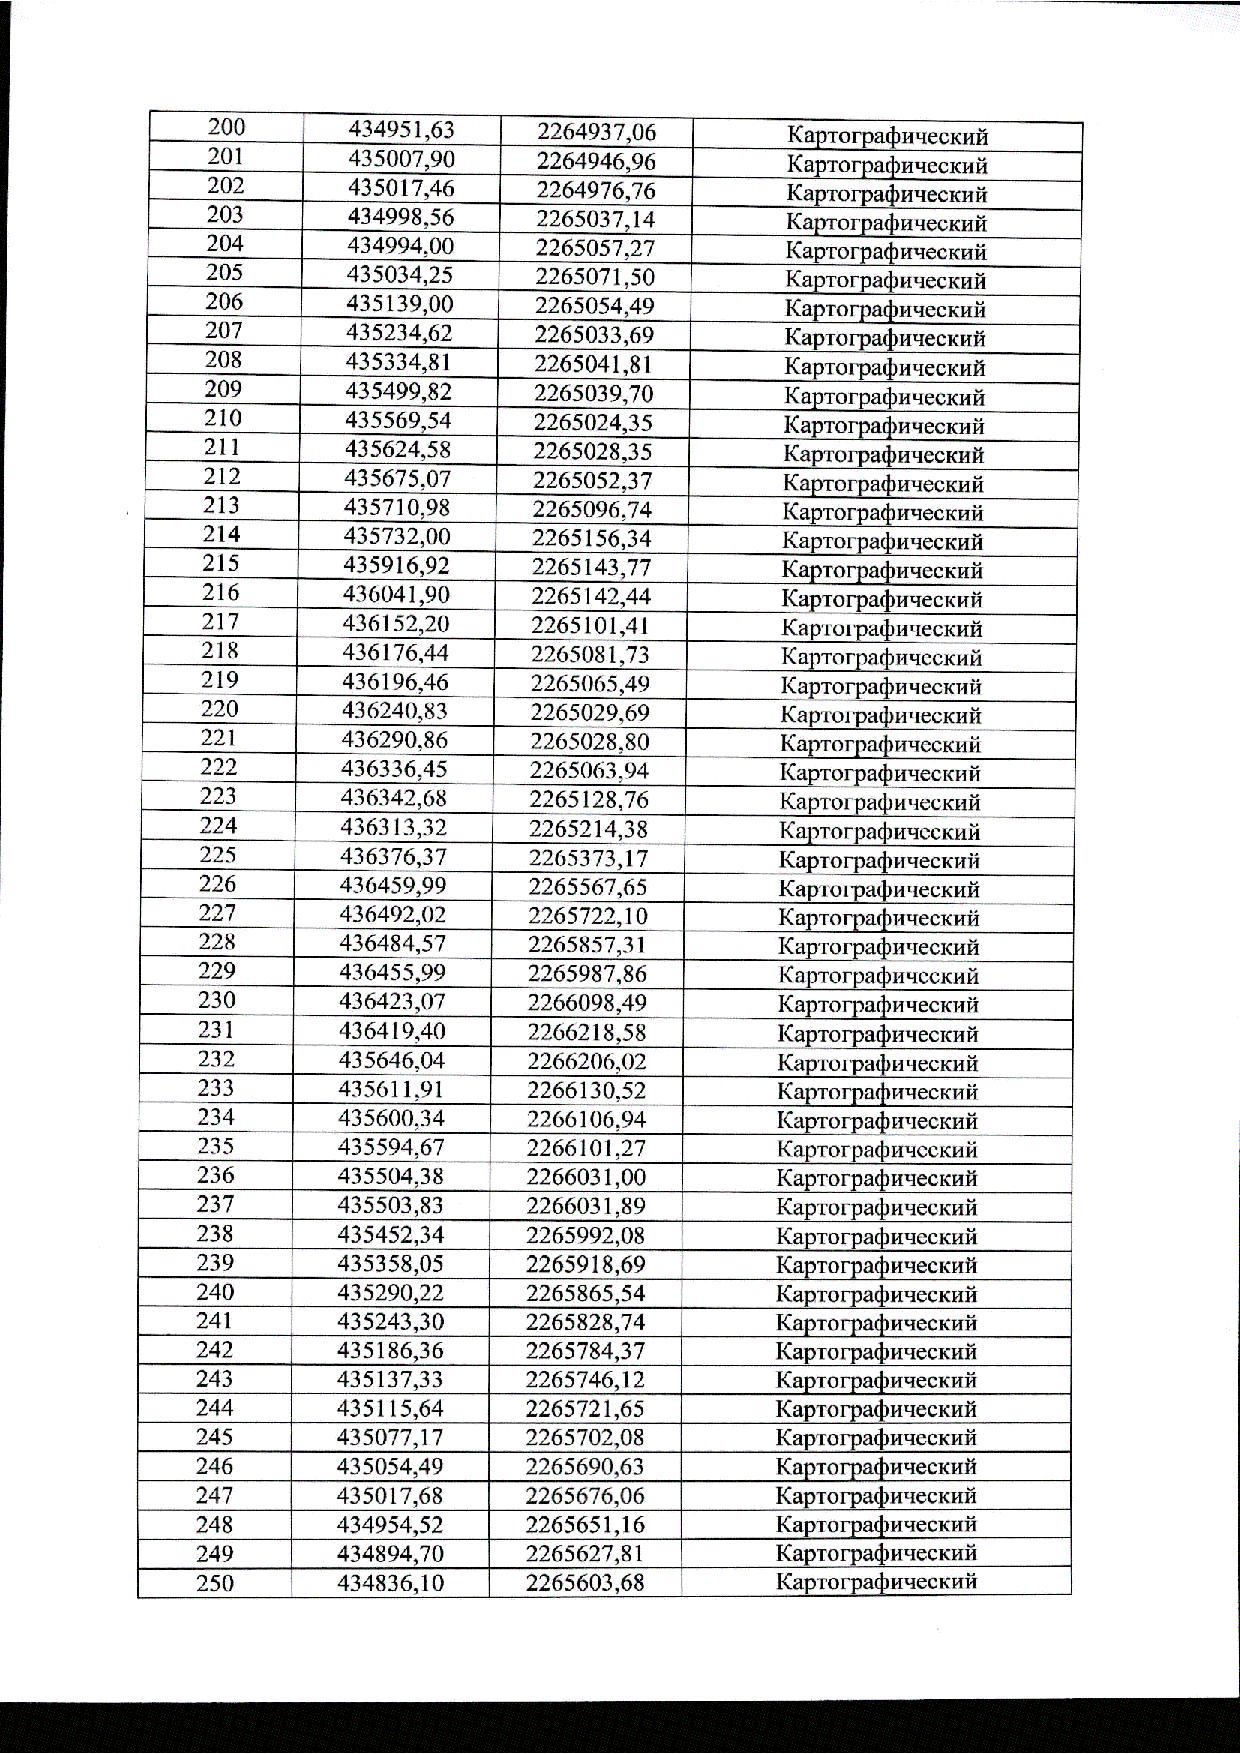 200 434951,63 2264937,06 Картографический
201 435007,90 2264946,96 Картографический
202 435017,46 2264976,76 Картографический
203 434998,56 2265037,14 Картографический
204 434994,00 2265057,27 Картографический
205 435034,25 2265071,50 Картографический
206 435139,00 2265054,49 Картографический
207 435234,62 2265033,69 Картографический
208 435334,81 2265041,81 Картографический
209 435499,82 2265039,70 Картографический
210 435569,54 2265024,35 Картографический
211 435624,58 2265028,35 Картографический
212 435675,07 2265052,37 Картографический
213 435710,98 2265096,74 Картографический
214 435732,00 2265156,34 Картографический
215 435916,92 2265143,77 Картографический
216 436041,90 2265142,44 Картографический
217 436152,20 2265101,41 Картографический
218 436176,44 2265081,73 Картографический
219 436196,46 2265065,49 Картографический
220 436240,83 2265029,69 Картографический
221 436290,86 2265028,80 Картографический
222 436336,45 2265063,94 Картографический
223 436342,68 2265128,76 Картографический
224 436313,32 2265214,38 Картографический
225 436376,37 2265373,17 Картографический
226 436459,99 2265567,65 Картографический
227 436492,02 2265722,10 Картографический
228 436484,57 2265857,31 Картографический
229 436455,99 2265987,86 Картографический
230 436423,07 2266098,49 Картографический
231 436419,40 2266218,58 Картографический
232 435646,04 2266206,02 Картографический
233 435611,91 2266130,52 Картографический
234 435600,34 2266106,94 Картографический
235 435594,67 2266101,27 Картографический
236 435504,38 2266031,00 Картографический
237 435503,83 2266031,89 Картографический
238 435452,34 2265992,08 Картографический
239 435358,05 2265918,69 Картографический
240 435290,22 2265865,54 Картографический
241 435243,30 2265828,74 Картографический
242 435186,36 2265784,37 Картографический
243 435137,33 2265746,12 Картографический
244 435115,64 2265721,65 Картографический
245 435077,17 2265702,08 Картографический
246 435054,49 2265690,63 Картографический
247 435017,68 2265676,06 Картографический
248 434954,52 2265651,16 Картографический
249 434894,70 2265627,81 Картографический
250 434836,10 2265603,68 Картографический